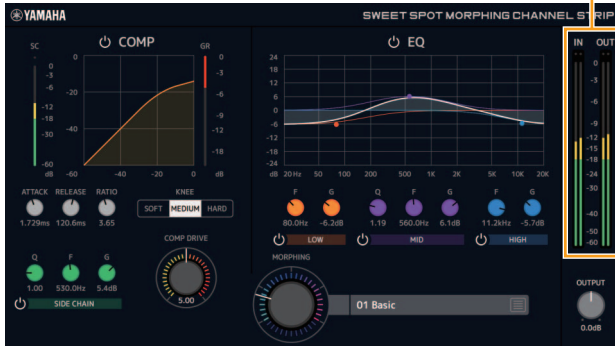 YAMAHA
SWEET SPOT MORPHING CHANNEL STRIP
SC
COMP
GR
EQ
IN OUT
0
-3
-6
-12
-18
-30
-60
dB
0
-20
-40
-60 -40 -20 0
0
-3
-6
-9
-12
-18
dB
24
18
12
6
0
-6
-12
-18
-24
dB 20Hz 50 100 200 500 1K 2K 5K 10K 20K
0
-3
-6
-9
-12
-15
-18
-24
-30
-40
-50
-60
ATTACK RELEASE RATIO KNEE
SOFT MEDIUM HARD
1.729ms 120.6ms 3.65
F G Q F G F G
80.0Hz -6.2dB 1.19 560.0Hz 6.1dB 11.2kHz -5.7dB
LOW MID HIGH
COMP DRIVE
5.00
Q F G
1.00 530.0Hz 5.4dB
SIDE CHAIN
MORPHING
01 Basic
OUTPUT
0.0dB